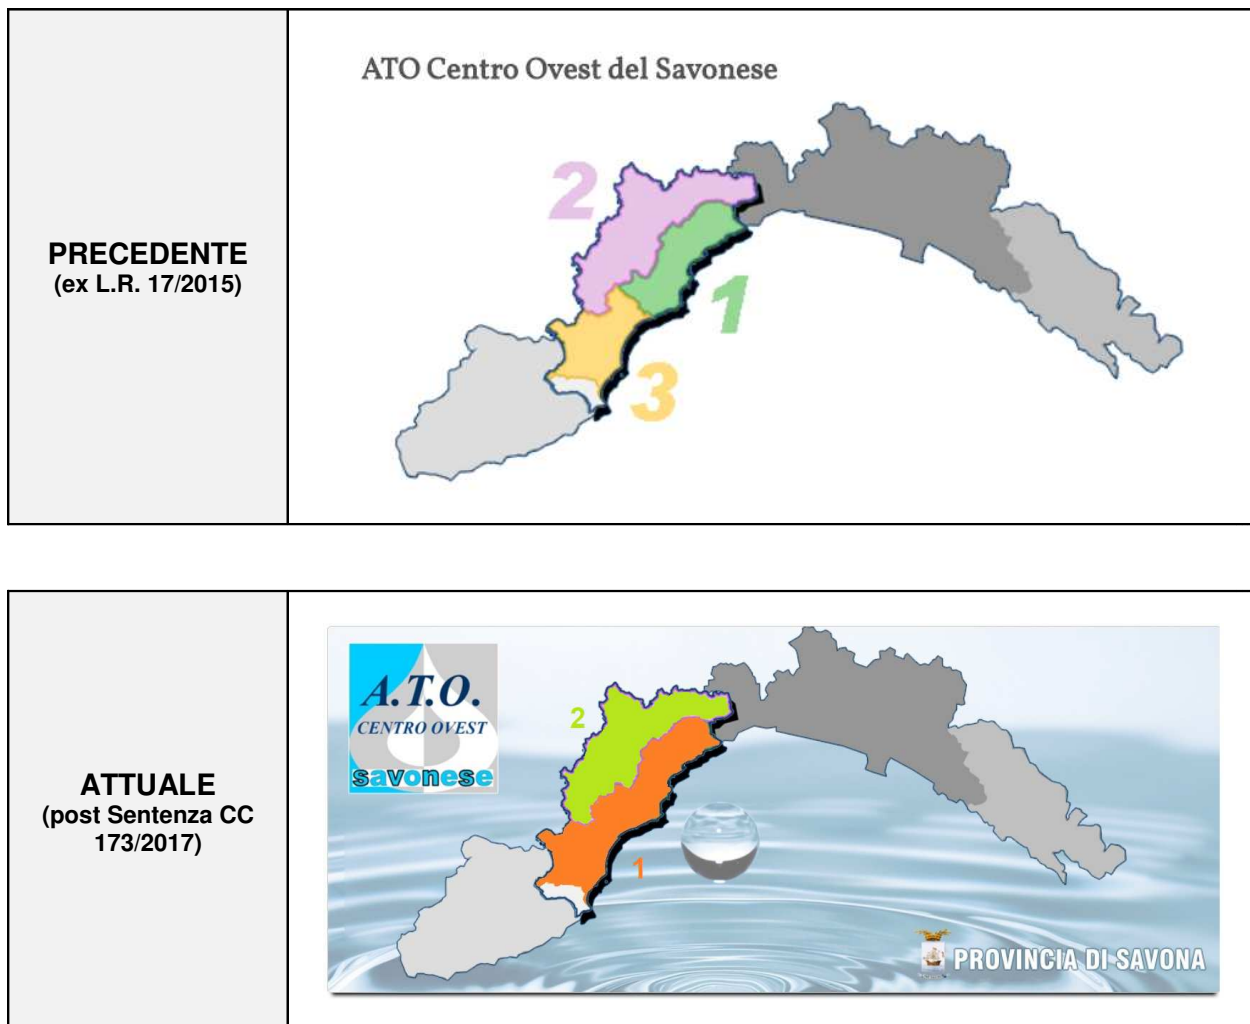 PRECEDENTE
(ex L.R. 17/2015)
ATO Centro Ovest del Savonese
2
1
3
ATTUALE
(post Sentenza CC
173/2017)
A.T.O.
CENTRO OVEST
savonese
2
1
PROVINCIA DI SAVONA